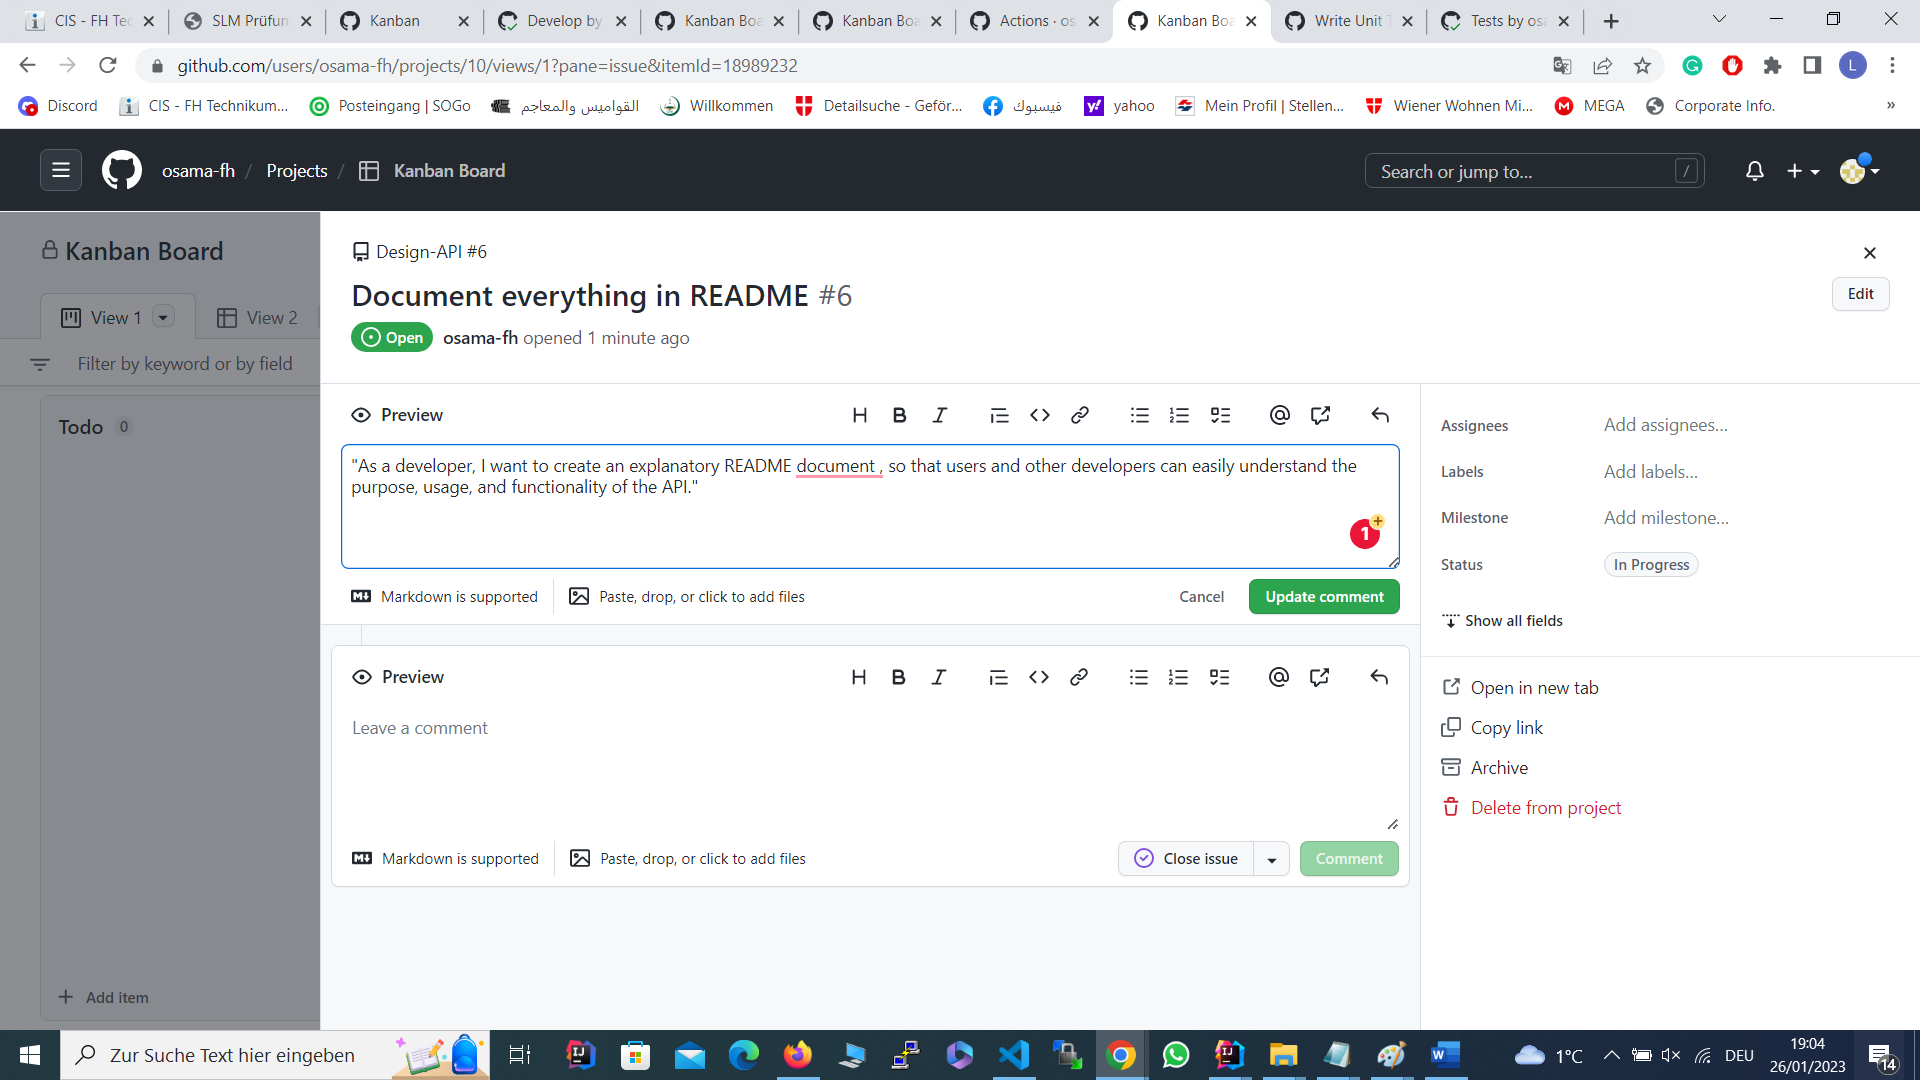 CIS - FH Tec
SLM Prüfun
Kanban
Develop by
Kanban Boa
Kanban Boa
Actions · os
Kanban Boa
Write Unit T
Tests by osa
github.com/users/osama-fh/projects/10/views/1?pane=issue&itemId=18989232
L
Discord
CIS - FH Technikum...
Posteingang | SOGo
القواميس والمعاجم
Willkommen
Detailsuche - Geför...
فيسبوك
yahoo
Mein Profil | Stellen...
Wiener Wohnen Mi...
MEGA
Corporate Info.
»
osama-fh / Projects / Kanban Board
Search or jump to... /
Kanban Board
View 1
View 2
Filter by keyword or by field
Todo 0
Add item
Design-API #6
Document everything in README #6
Edit
Open osama-fh opened 1 minute ago
Preview
"As a developer, I want to create an explanatory README document , so that users and other developers can easily understand the
purpose, usage, and functionality of the API."
1
Markdown is supported
Paste, drop, or click to add files
Cancel
Update comment
Preview
Leave a comment
Markdown is supported
Paste, drop, or click to add files
Close issue
Comment
Assignees Add assignees...
Labels Add labels...
Milestone Add milestone...
Status In Progress
Show all fields
Open in new tab
Copy link
Archive
Delete from project
Zur Suche Text hier eingeben
1°C
DEU
19:04
26/01/2023
14